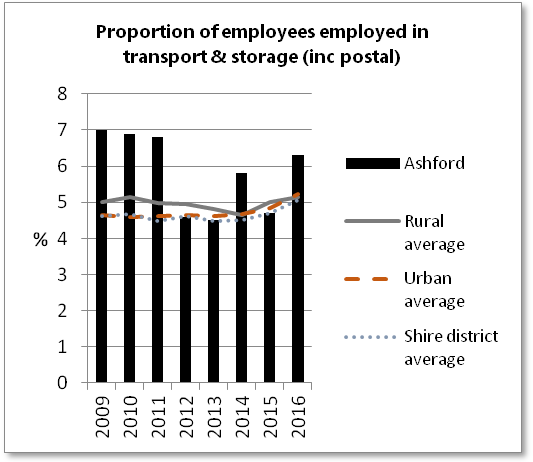 Proportion of employees employed in
transport & storage (inc postal)
8
7
6
5
4
3
2
1
0
%
2009
2010
2011
2012
2013
2014
2015
2016
Ashford
Rural
average
Urban
average
Shire district
average